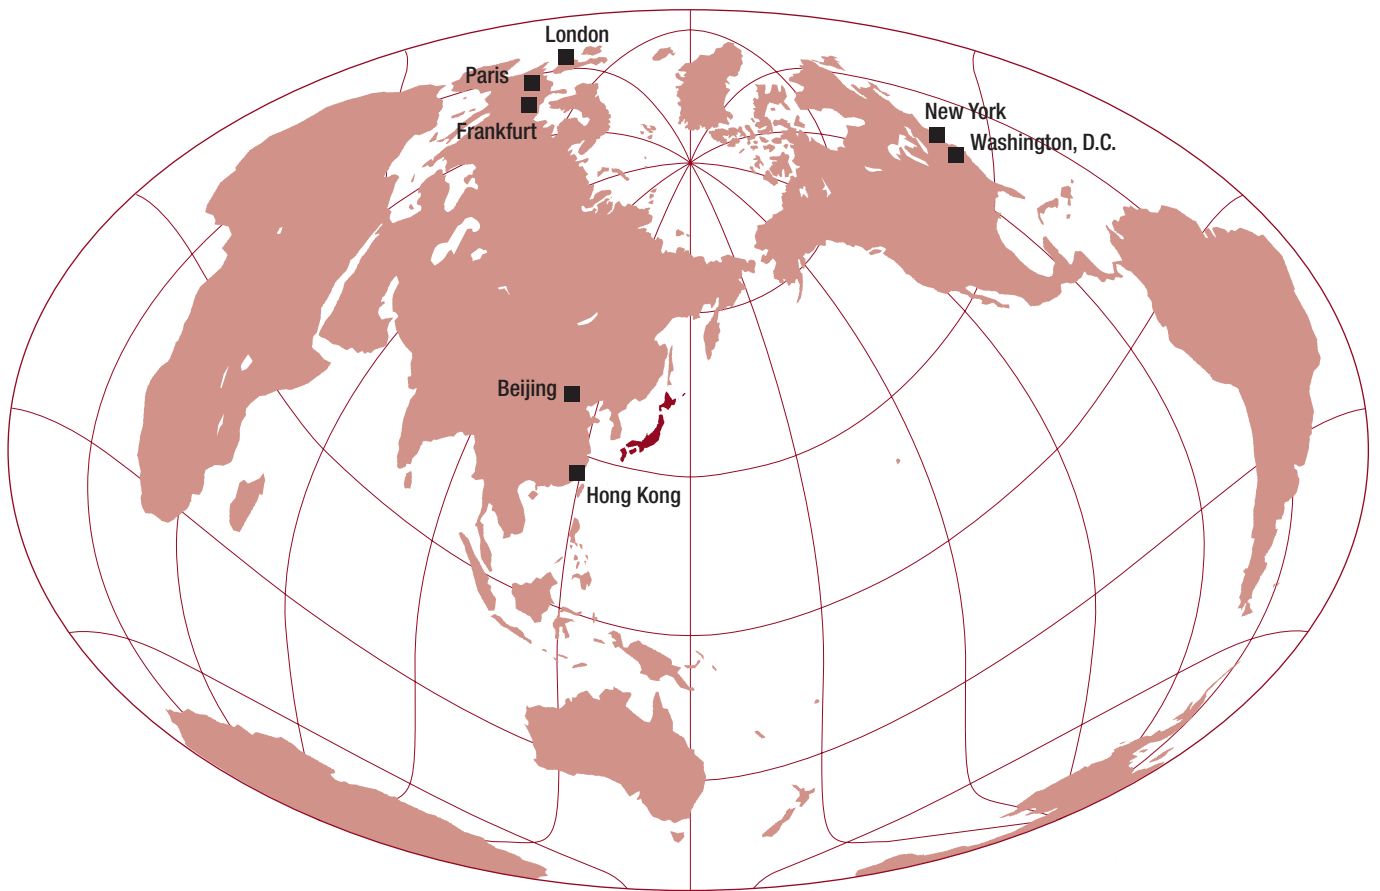 London
Paris
Frankfurt
New York
Washington, D.C.
Beijing
Hong Kong